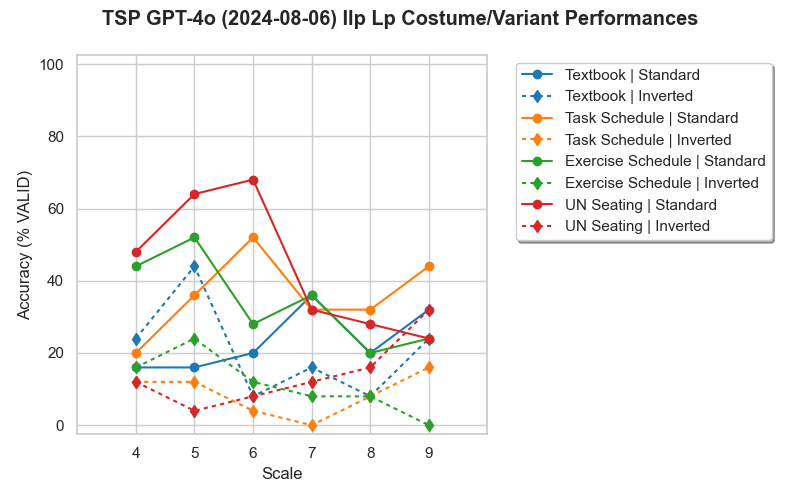 TSP GPT-4o (2024-08-06) Ilp Lp Costume/Variant Performances
Textbook | Standard
Textbook | Inverted
Task Schedule | Standard
Task Schedule | Inverted
Exercise Schedule | Standard
Exercise Schedule | Inverted
UN Seating | Standard
UN Seating | Inverted
Accuracy (% VALID)
100
80
60
40
20
0
4 5 6 7 8 9
Scale